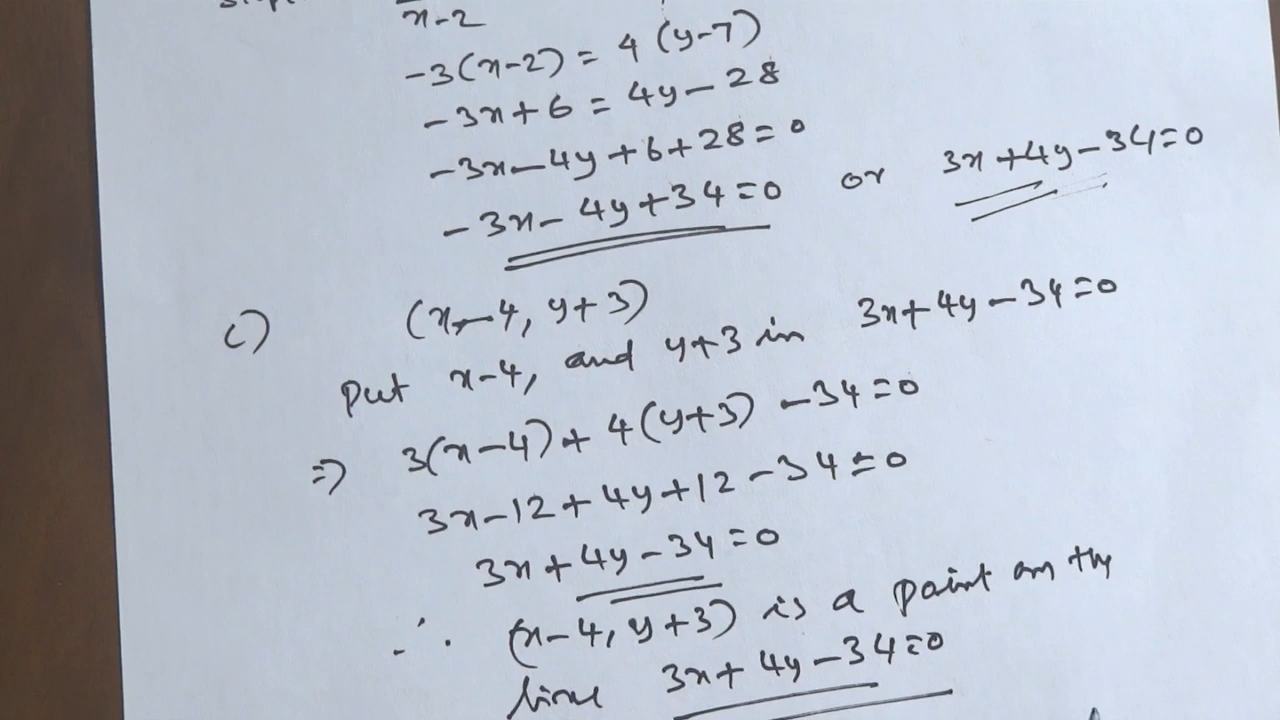 x-2
-3(x-2) = 4(y-7)
-3x+6 = 4y-28
-3x-4y+6+28=0
-3x-4y+34=0 or 3x+4y-34=0
c) (x-4, y+3)
put x-4, and y+3 in 3x+4y-34=0
⇒ 3(x-4)+4(y+3)-34=0
3x-12+4y+12-34=0
3x+4y-34=0
∴ (x-4, y+3) is a point on the
line 3x+4y-34=0